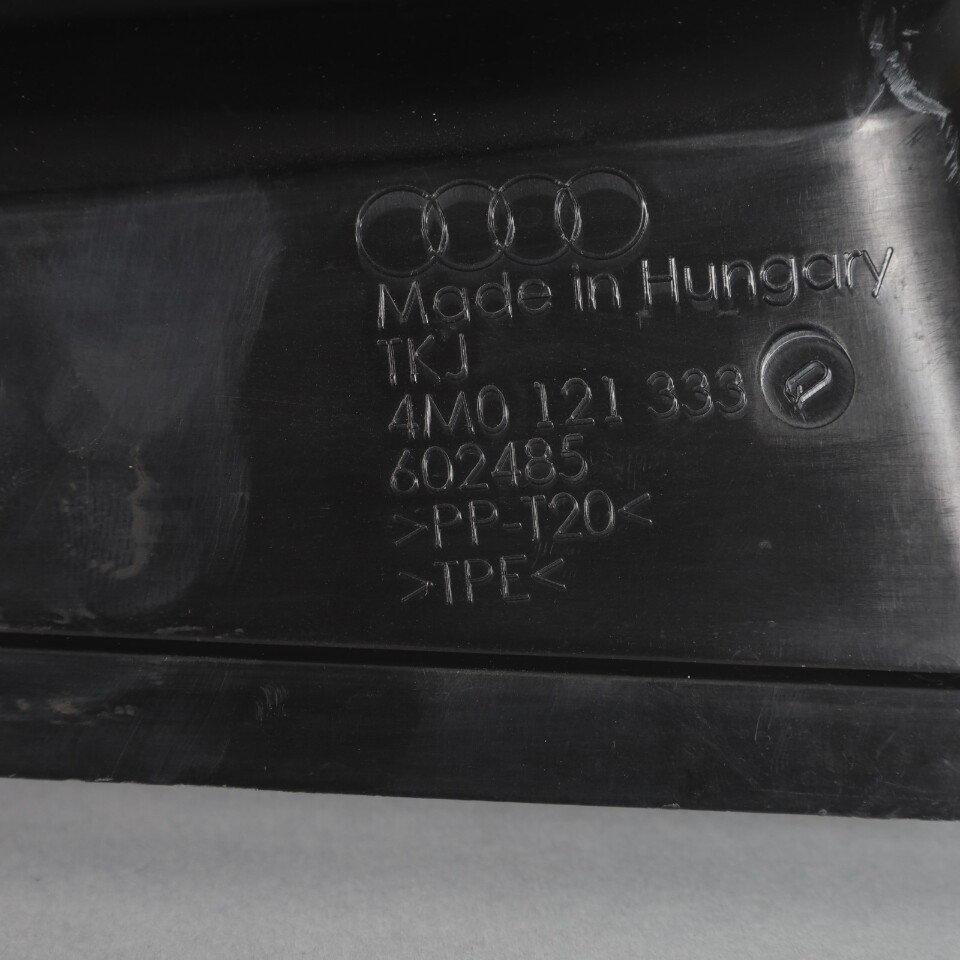 Made in Hungary
TKJ
4M0 121 333 P
602485
>PP-T20<
>TPE<